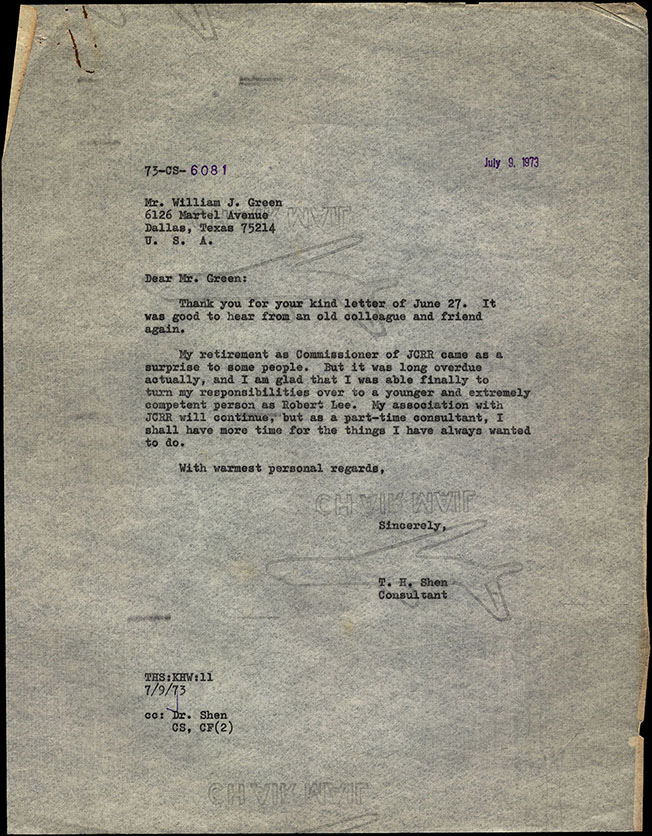 73-CS-6081
July 9, 1973
Mr. William J. Green
6126 Martel Avenue
Dallas, Texas 75214
U. S. A.
Dear Mr. Green:
Thank you for your kind letter of June 27. It
was good to hear from an old colleague and friend
again.
My retirement as Commissioner of JCRR came as a
surprise to some people. But it was long overdue
actually, and I am glad that I was able finally to
turn my responsibilities over to a younger and extremely
competent person as Robert Lee. My association with
JCRR will continue, but as a part-time consultant, I
shall have more time for the things I have always wanted
to do.
With warmest personal regards,
Sincerely,
T. H. Shen
Consultant
THS:KHW:ll
7/9/73
cc: Dr. Shen
CS, CF(2)